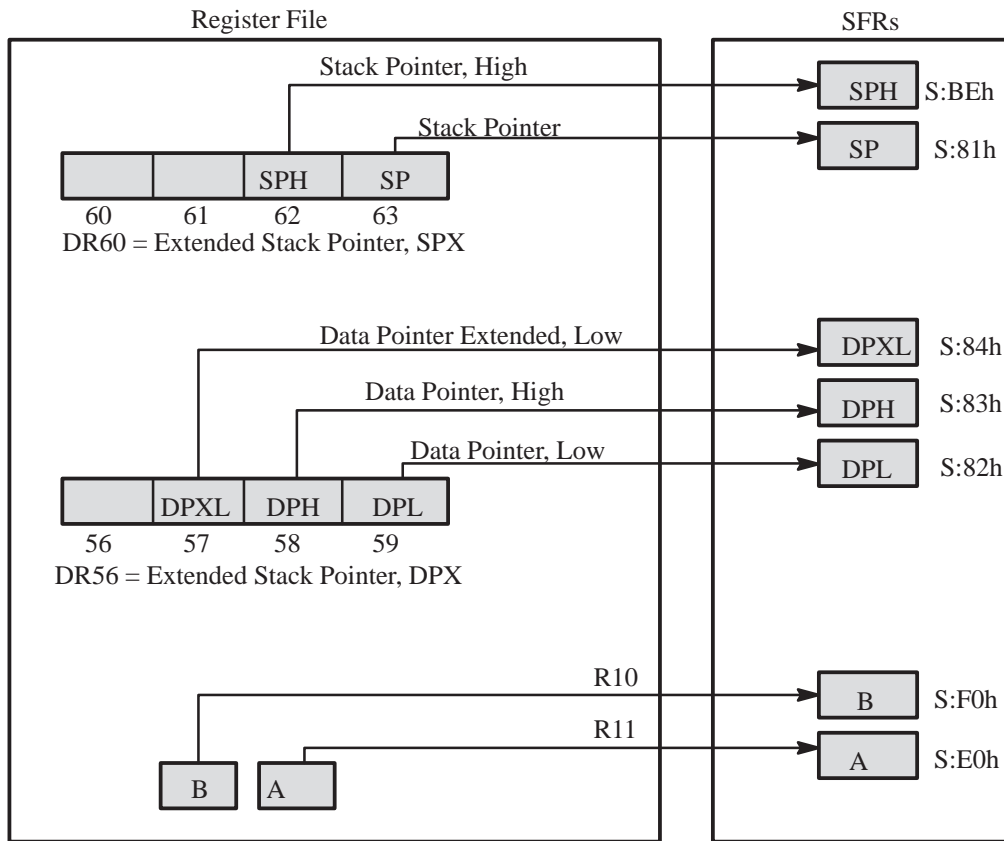 Register File
SFRs
Stack Pointer, High
SPH
S:BEh
Stack Pointer
SP
S:81h
SPH
SP
60
61
62
63
DR60 = Extended Stack Pointer, SPX
Data Pointer Extended, Low
DPXL
S:84h
Data Pointer, High
DPH
S:83h
Data Pointer, Low
DPL
S:82h
DPXL
DPH
DPL
56
57
58
59
DR56 = Extended Stack Pointer, DPX
R10
B
S:F0h
R11
A
S:E0h
B
A